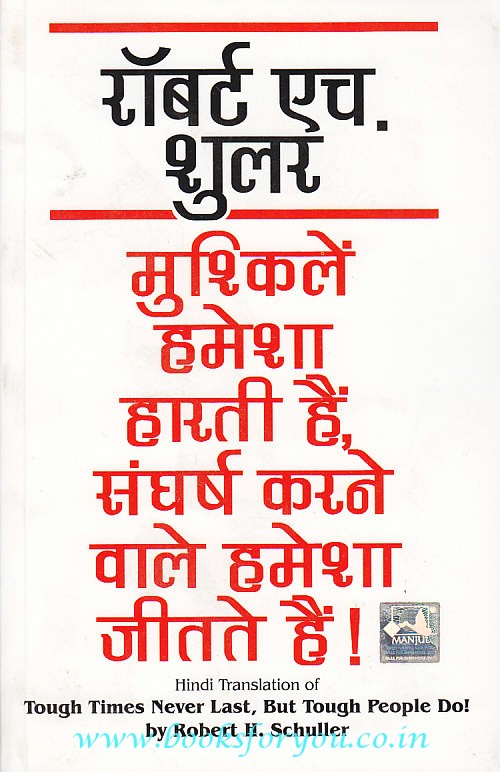 रॉबर्ट एच.
शुलर
मुश्किलें
हमेशा
हारती हैं,
संघर्ष करने
वाले हमेशा
जीतते हैं!
MANJUL
Hindi Translation of
Tough Times Never Last, But Tough People Do!
by Robert H. Schuller
www.booksforyou.co.in